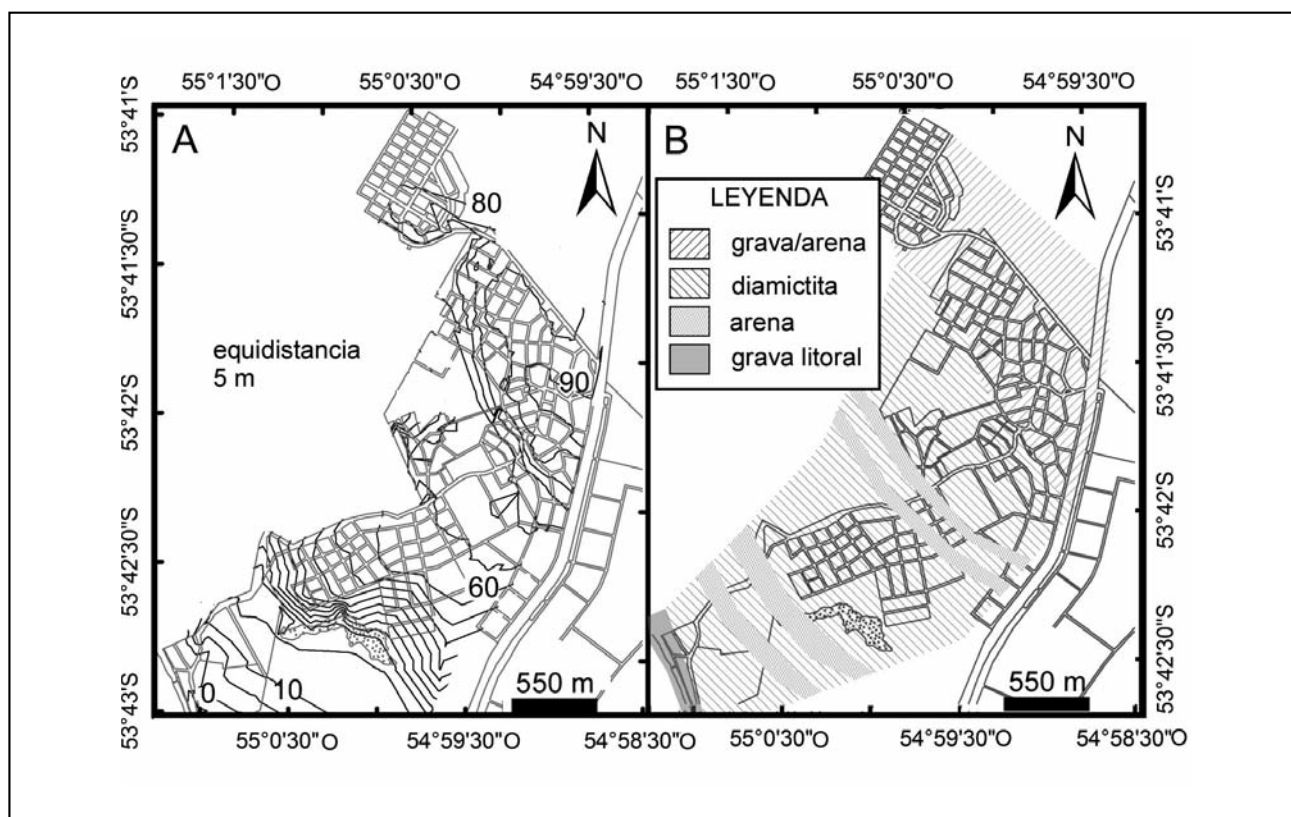 55°1'30"O 55°0'30"O 54°59'30"O 55°1'30"O 55°0'30"O 54°59'30"O
53°41'S
53°41'30"S
53°42'S
53°42'30"S
53°43'S
A
N
80
equidistancia
5 m
90
60
0
10
550 m
B
N
LEYENDA
grava/arena
diamictita
arena
grava litoral
550 m
53°41'S
53°41'30"S
53°42'S
53°42'30"S
55°0'30"O 54°59'30"O 54°58'30"O 55°0'30"O 54°59'30"O 54°58'30"O